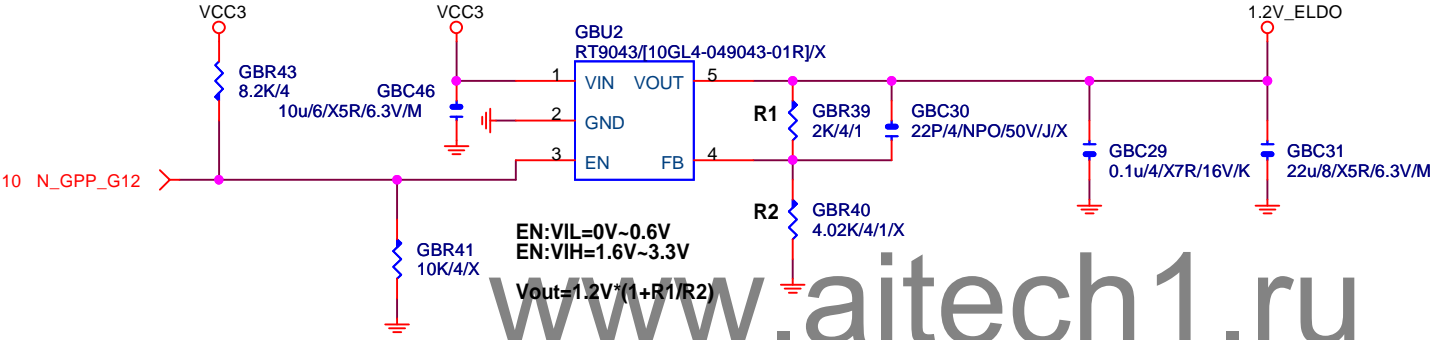 VCC3
VCC3
1.2V_ELDO
GBU2
RT9043/[10GL4-049043-01R]/X
GBR43
8.2K/4
GBC46
10u/6/X5R/6.3V/M
1 VIN VOUT 5
2 GND
3 EN FB 4
R1 GBR39
2K/4/1
GBC30
22P/4/NPO/50V/J/X
GBC29
0.1u/4/X7R/16V/K
GBC31
22u/8/X5R/6.3V/M
10 N_GPP_G12
R2 GBR40
4.02K/4/1/X
GBR41
10K/4/X
EN:VIL=0V~0.6V
EN:VIH=1.6V~3.3V
Vout=1.2V*(1+R1/R2)
www.aitech1.ru